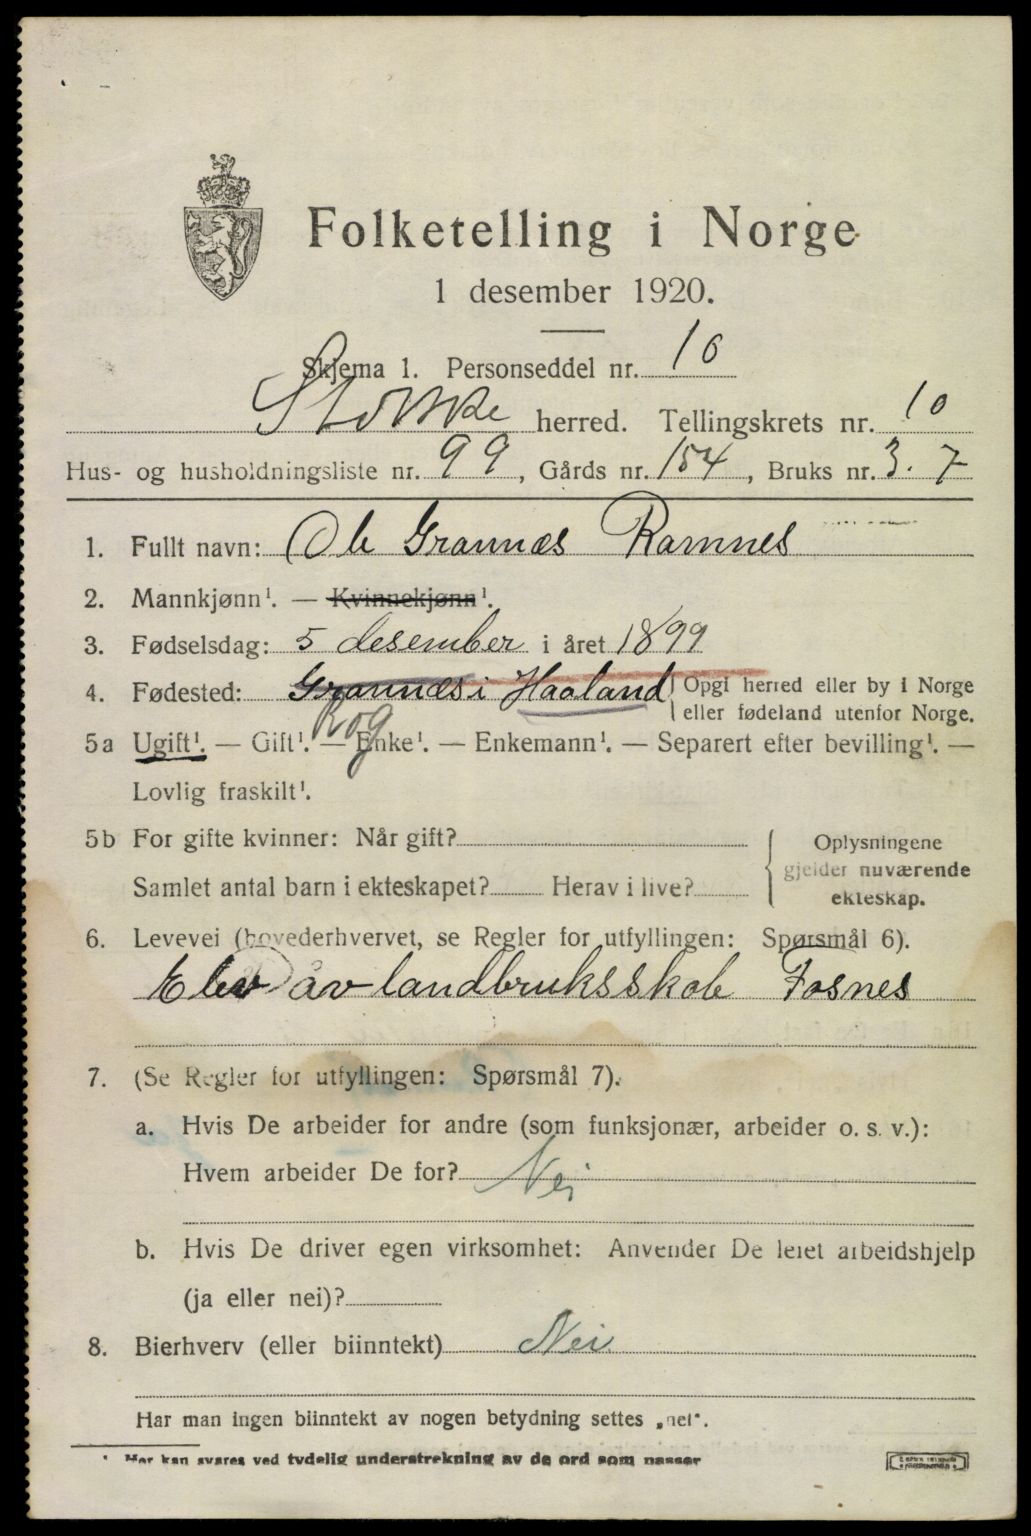 Folketelling i Norge
1 desember 1920.
Skjema 1. Personseddel nr. 10
Stokke herred. Tellingskrets nr. 10
Hus- og husholdningsliste nr. 99, Gårds nr. 154, Bruks nr. 3.7
1. Fullt navn: Ole Grannæs Ramnes
2. Mannkjønn¹. — Kvinnekjønn¹.
3. Fødselsdag: 5 desember i året 1899
4. Fødested: Grannæs i Haaland Opgi herred eller by i Norge
eller fødeland utenfor Norge.
Rog
5a Ugift¹. — Gift¹. — Enke¹. — Enkemann¹. — Separert efter bevilling¹. —
Lovlig fraskilt¹.
5b For gifte kvinner: Når gift?
Samlet antal barn i ekteskapet? Herav i live?
Oplysningene
gjelder nuværende
ekteskap.
6. Levevei (hovederhvervet, se Regler for utfyllingen: Spørsmål 6).
Elev av landbruksskole Fosnes
7. (Se Regler for utfyllingen: Spørsmål 7).
a. Hvis De arbeider for andre (som funksjonær, arbeider o. s. v.):
Hvem arbeider De for? Nei
b. Hvis De driver egen virksomhet: Anvender De leiet arbeidshjelp
(ja eller nei)?
8. Bierhverv (eller biinntekt) Nei
Har man ingen biinntekt av nogen betydning settes „nei“.
¹ Her kan svares ved tydelig understrekning av de ord som passer